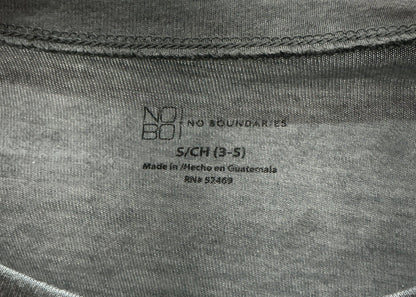 NO
BO
NO BOUNDARIES
S/CH (3-5)
Made in /Hecho en Guatemala
RN# 52469